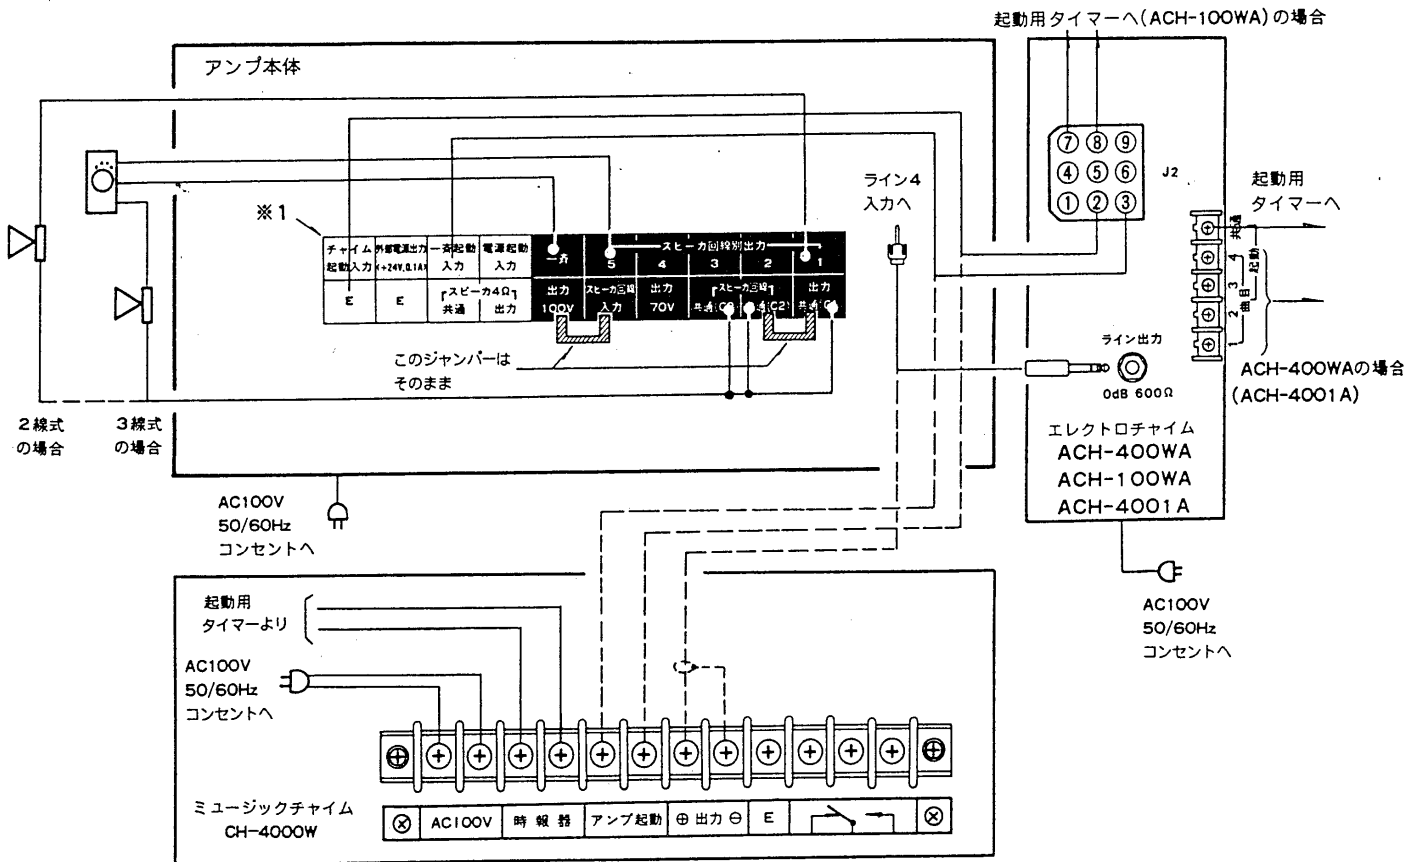 起動用タイマーへ(ACH-100WA)の場合
アンプ本体
※1
チャイム
起動入力
外部電源出力
(+24V,0.1A)
一斉起動
入力
電源起動
入力
一斉
スピーカ回線別出力
5
4
3
2
1
E
E
スピーカ4Ω
共通
出力
出力
100V
スピーカ回線
入力
出力
70V
スピーカ回線
共通(C3)
共通(C2)
出力
このジャンパーは
そのまま
2線式
の場合
3線式
の場合
AC100V
50/60Hz
コンセントへ
ライン4
入力へ
⑦ ⑧ ⑨
④ ⑤ ⑥
① ② ③
J2
起動用
タイマーへ
共通
4
3
2
1
曲目
起動
ACH-400WAの場合
(ACH-4001A)
ライン出力
0dB 600Ω
エレクトロチャイム
ACH-400WA
ACH-100WA
ACH-4001A
AC100V
50/60Hz
コンセントへ
起動用
タイマーより
AC100V
50/60Hz
コンセントへ
ミュージックチャイム
CH-4000W
AC100V
時報器
アンプ起動
⊕出力⊖
E